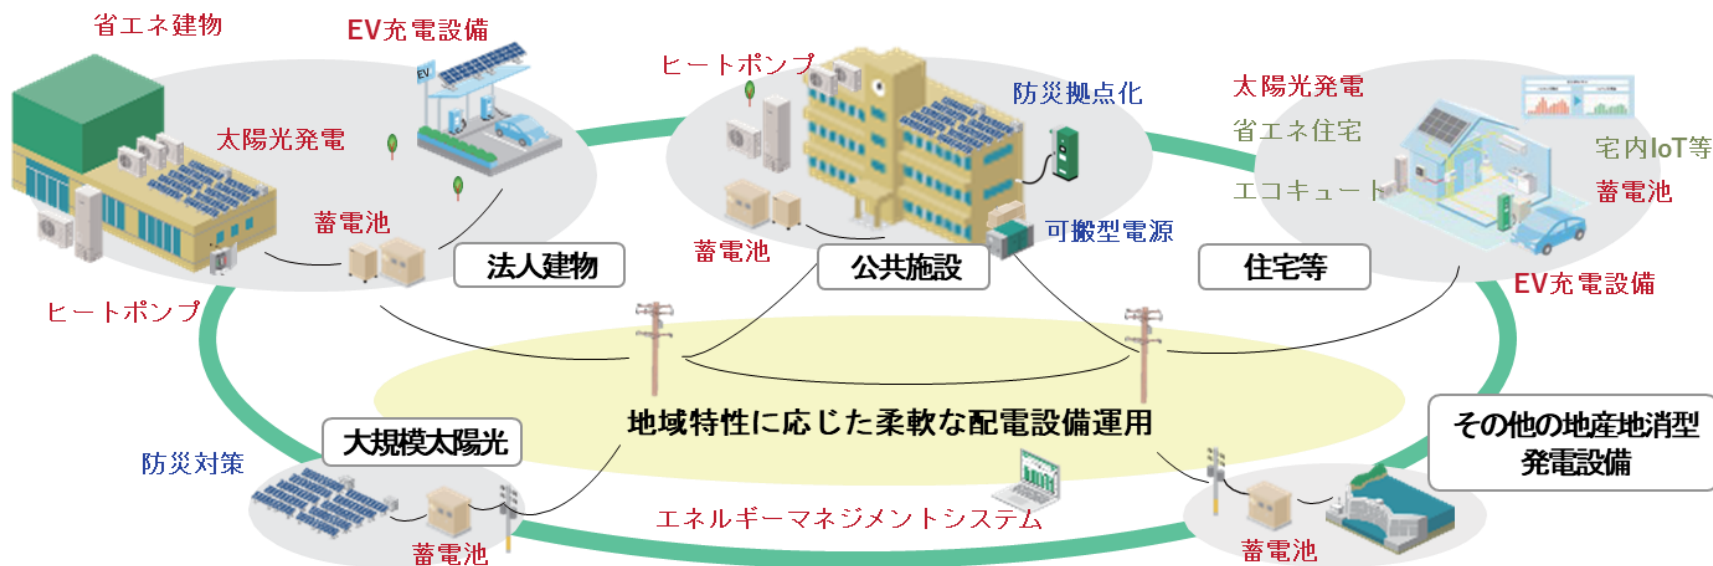 省エネ建物
EV充電設備
EV
太陽光発電
蓄電池
法人建物
ヒートポンプ
ヒートポンプ
防災拠点化
蓄電池
可搬型電源
公共施設
太陽光発電
省エネ住宅
エコキュート
宅内IoT等
蓄電池
EV充電設備
住宅等
地域特性に応じた柔軟な配電設備運用
大規模太陽光
防災対策
蓄電池
エネルギーマネジメントシステム
その他の地産地消型
発電設備
蓄電池